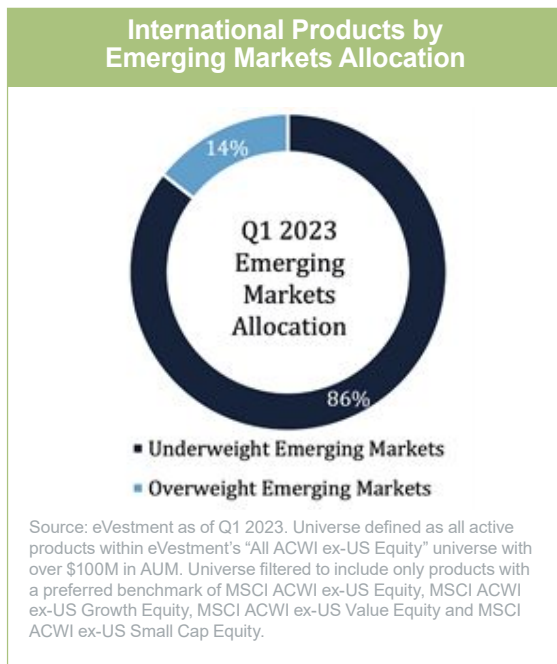 International Products by
Emerging Markets Allocation
14%
Q1 2023
Emerging
Markets
Allocation
86%
Underweight Emerging Markets
Overweight Emerging Markets
Source: eVestment as of Q1 2023. Universe defined as all active
products within eVestment's “All ACWI ex-US Equity” universe with
over $100M in AUM. Universe filtered to include only products with
a preferred benchmark of MSCI ACWI ex-US Equity, MSCI ACWI
ex-US Growth Equity, MSCI ACWI ex-US Value Equity and MSCI
ACWI ex-US Small Cap Equity.